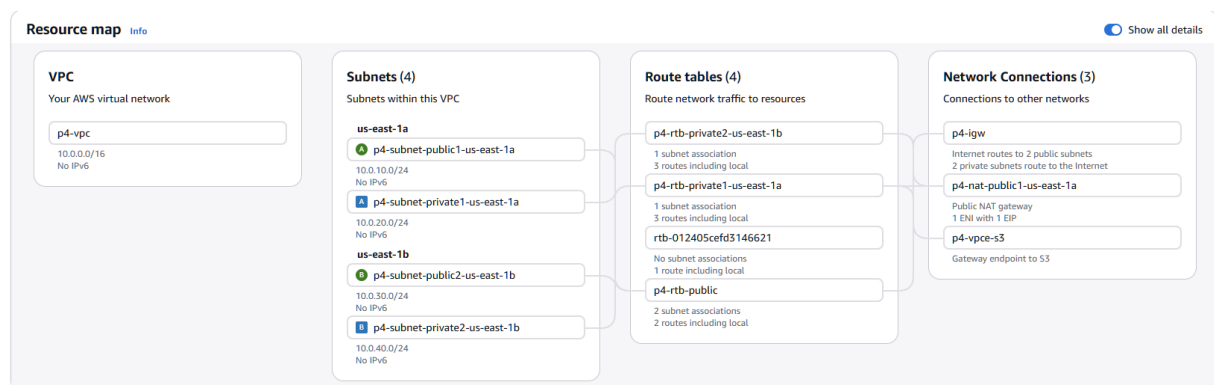 Resource map Info
Show all details
VPC
Your AWS virtual network
p4-vpc
10.0.0.0/16
No IPv6
Subnets (4)
Subnets within this VPC
us-east-1a
A p4-subnet-public1-us-east-1a
10.0.10.0/24
No IPv6
A p4-subnet-private1-us-east-1a
10.0.20.0/24
No IPv6
us-east-1b
B p4-subnet-public2-us-east-1b
10.0.30.0/24
No IPv6
B p4-subnet-private2-us-east-1b
10.0.40.0/24
No IPv6
Route tables (4)
Route network traffic to resources
p4-rtb-private2-us-east-1b
1 subnet association
3 routes including local
p4-rtb-private1-us-east-1a
1 subnet association
3 routes including local
rtb-012405cefd3146621
No subnet associations
1 route including local
p4-rtb-public
2 subnet associations
2 routes including local
Network Connections (3)
Connections to other networks
p4-igw
Internet routes to 2 public subnets
2 private subnets route to the Internet
p4-nat-public1-us-east-1a
Public NAT gateway
1 ENI with 1 EIP
p4-vpce-s3
Gateway endpoint to S3